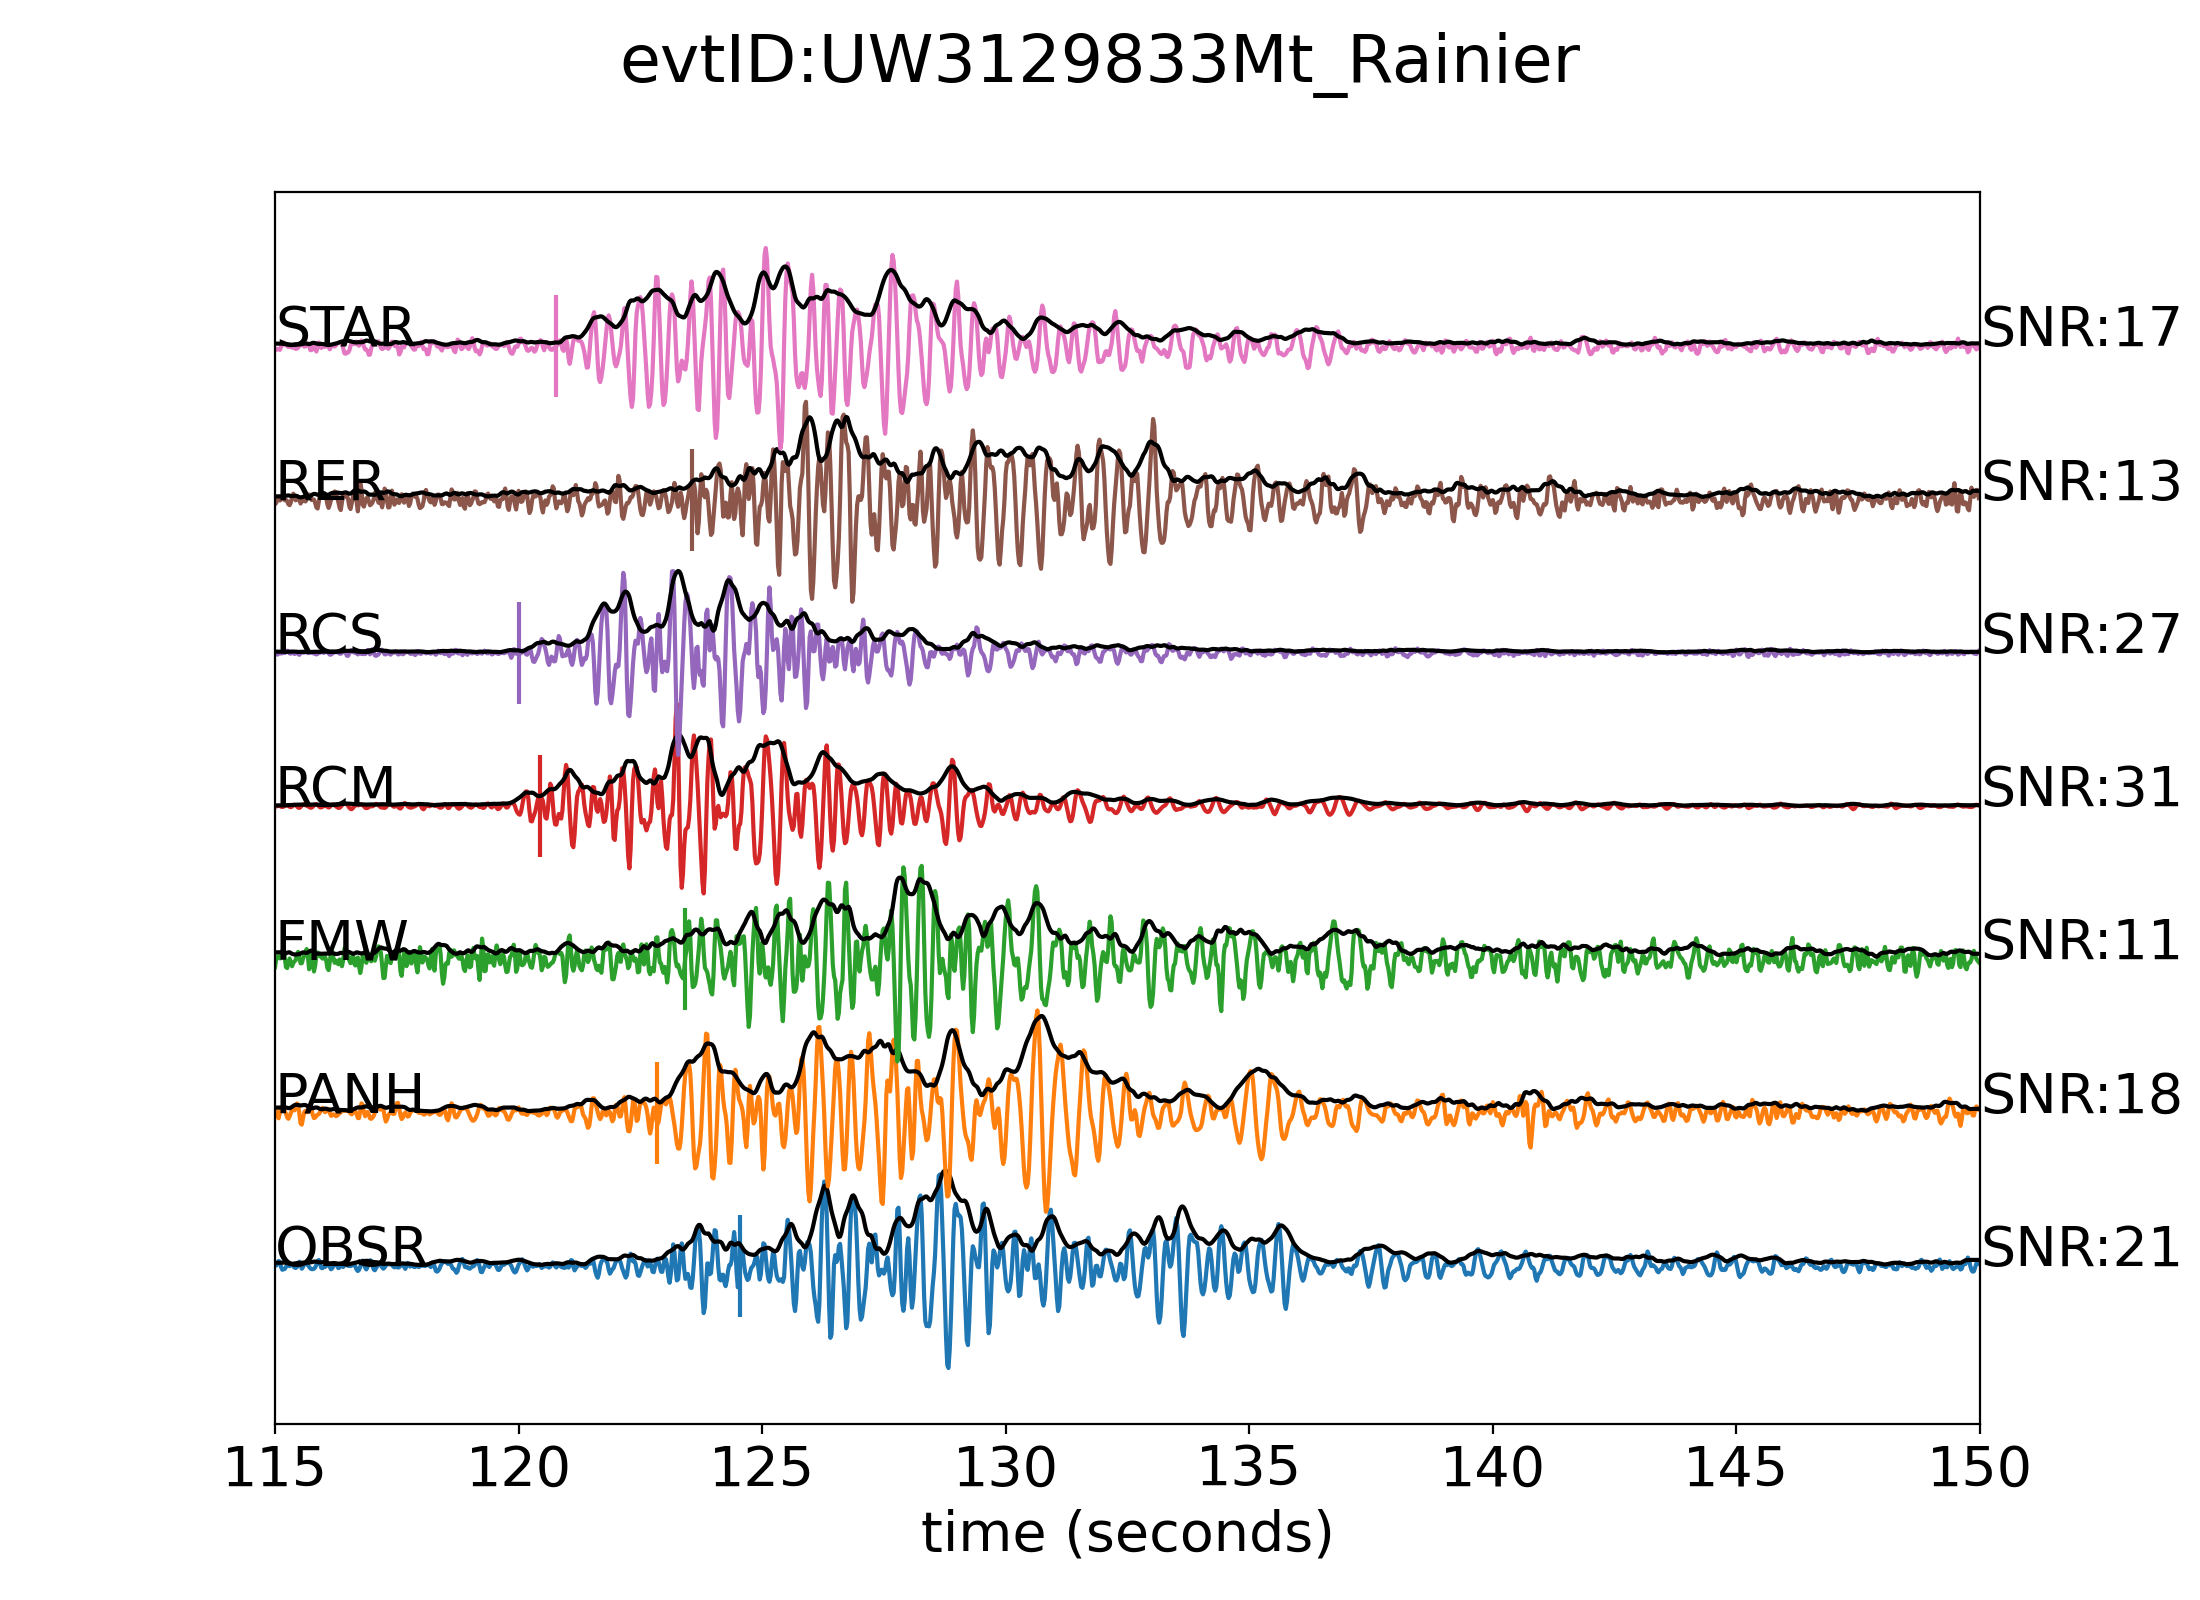 evtID:UW3129833Mt_Rainier
STAR SNR:17
RER SNR:13
RCS SNR:27
RCM SNR:31
FMW SNR:11
PANH SNR:18
OBSR SNR:21
115 120 125 130 135 140 145 150
time (seconds)